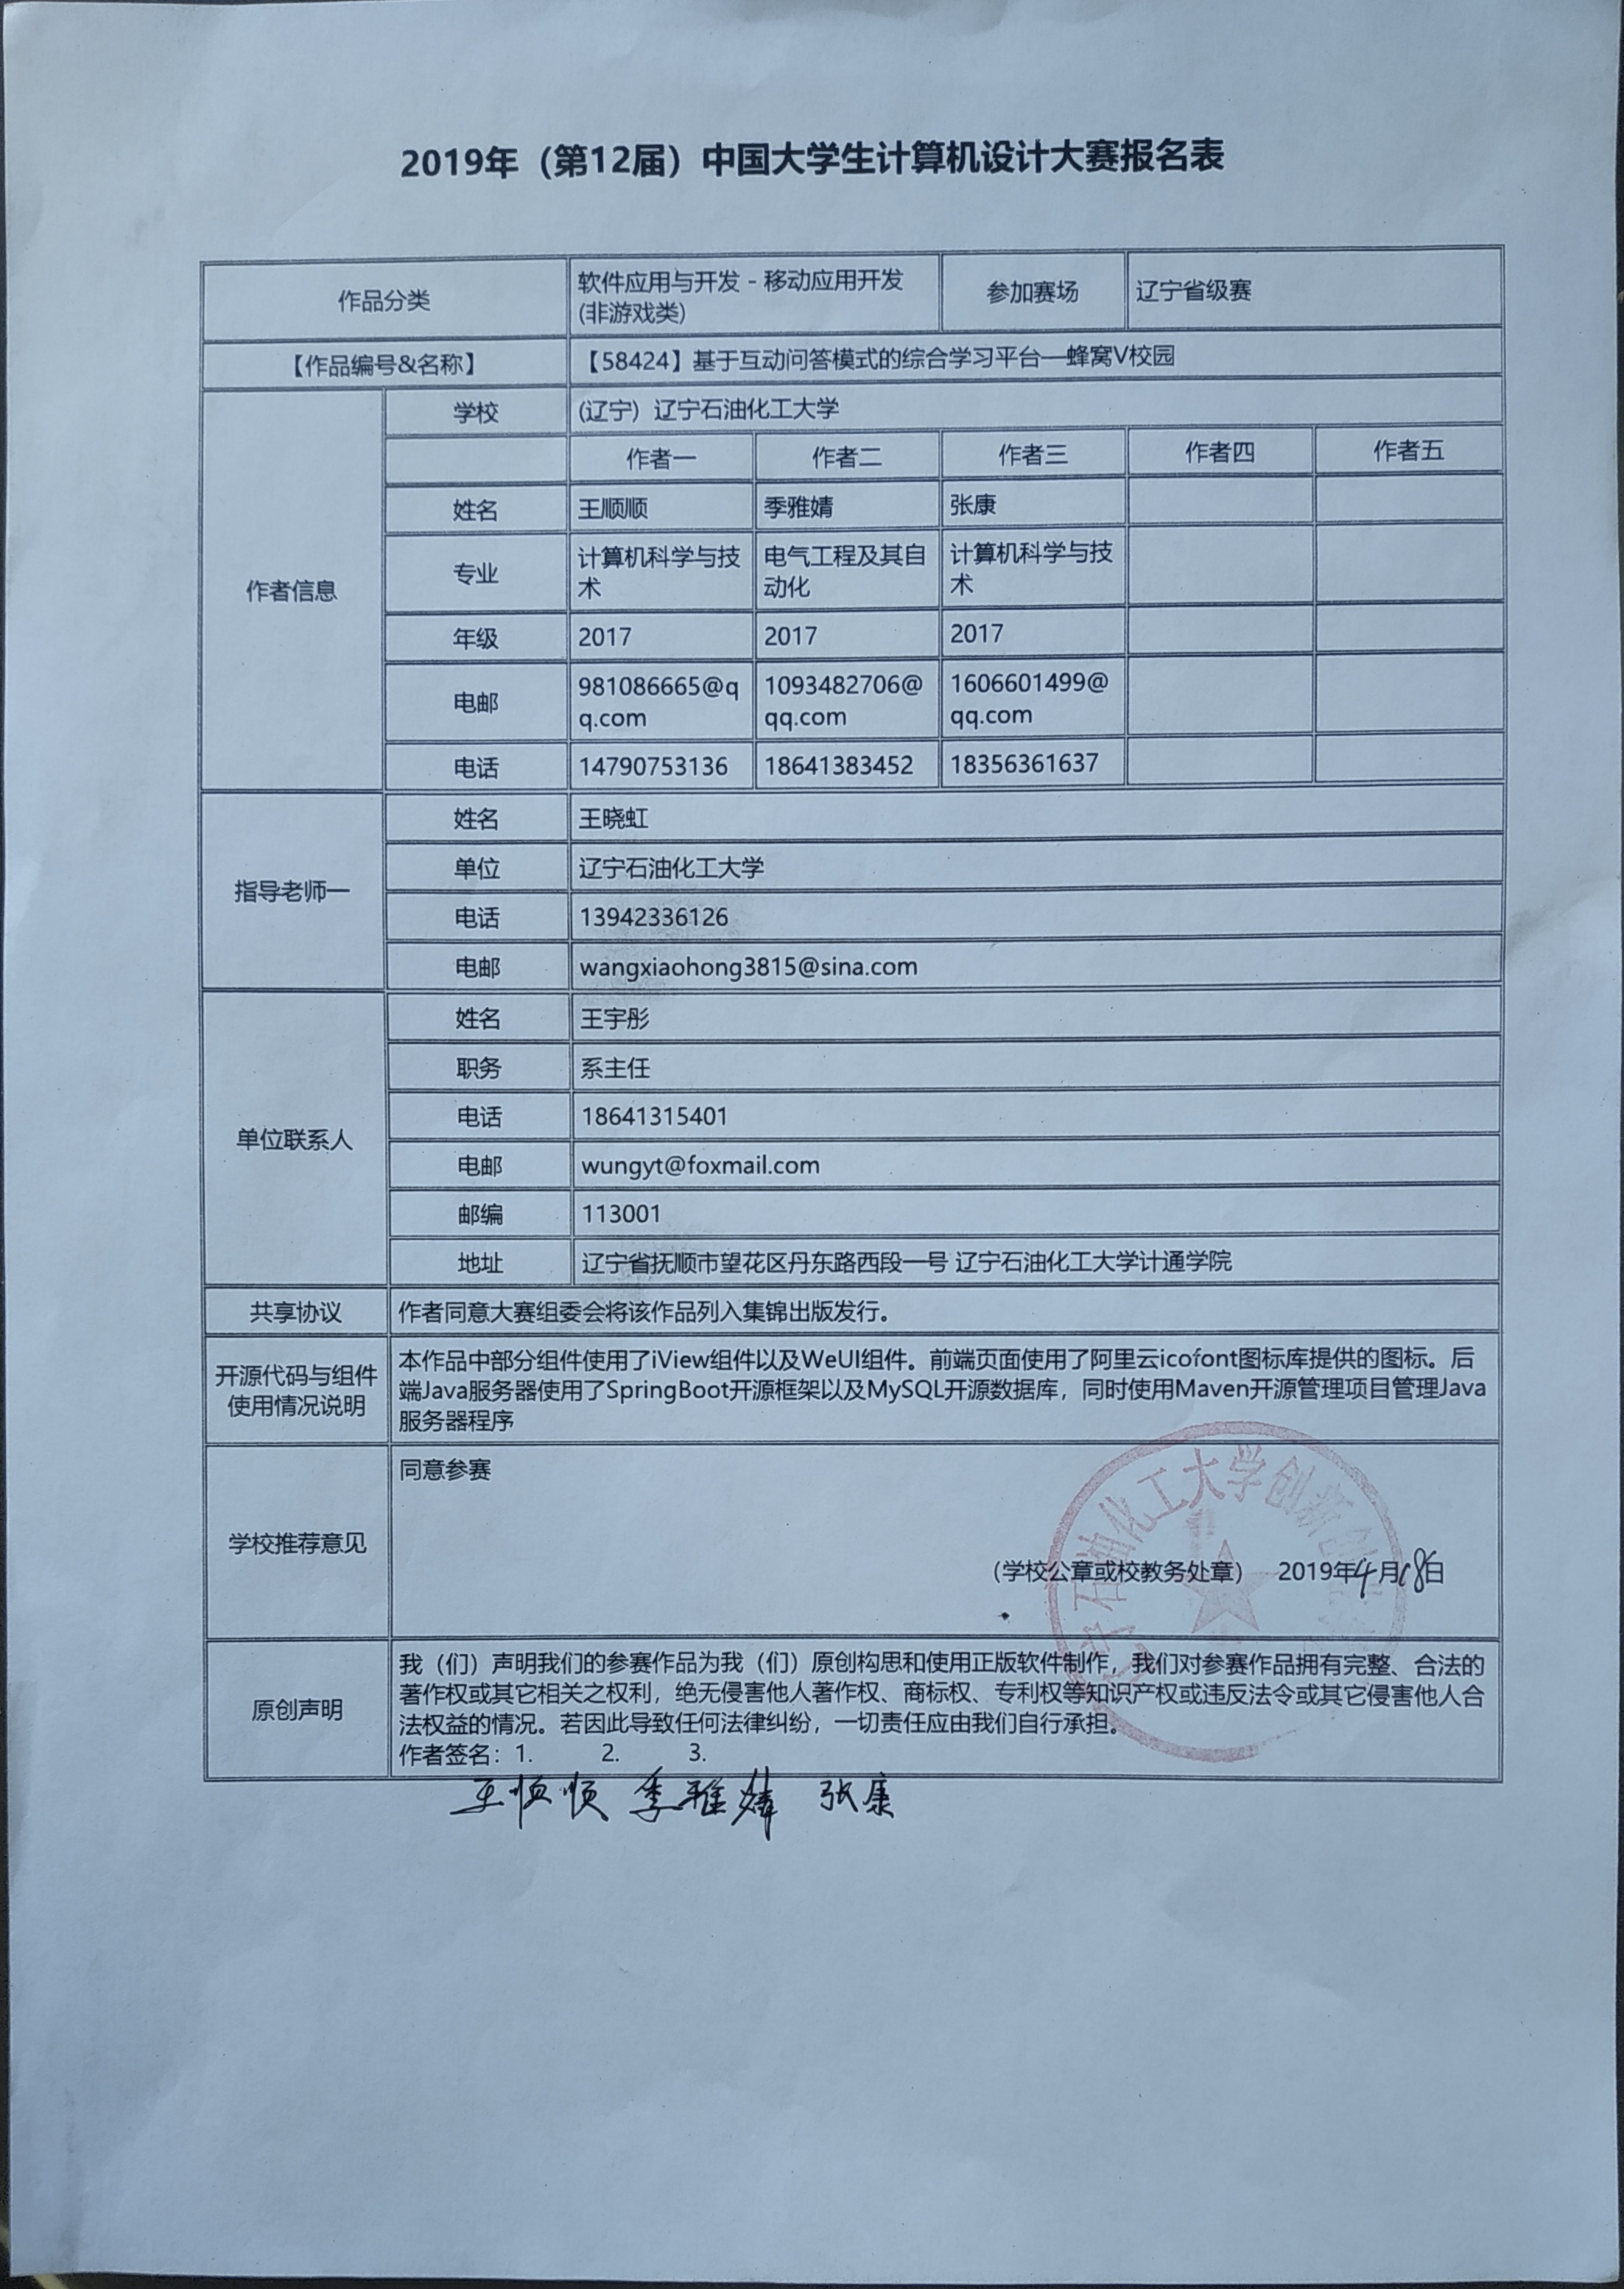 2019年（第12届）中国大学生计算机设计大赛报名表
作品分类
软件应用与开发 - 移动应用开发
(非游戏类)
参加赛场
辽宁省级赛
【作品编号&名称】
【58424】基于互动问答模式的综合学习平台—蜂窝V校园
作者信息
学校
(辽宁) 辽宁石油化工大学
作者一 作者二 作者三 作者四 作者五
姓名 王顺顺 季雅婧 张康
专业
计算机科学与技
术
电气工程及其自
动化
计算机科学与技
术
年级 2017 2017 2017
电邮
981086665@q
q.com
1093482706@
qq.com
1606601499@
qq.com
电话 14790753136 18641383452 18356361637
指导老师一
姓名 王晓虹
单位 辽宁石油化工大学
电话 13942336126
电邮 wangxiaohong3815@sina.com
单位联系人
姓名 王宇彤
职务 系主任
电话 18641315401
电邮 wungyt@foxmail.com
邮编 113001
地址 辽宁省抚顺市望花区丹东路西段一号 辽宁石油化工大学计通学院
共享协议 作者同意大赛组委会将该作品列入集锦出版发行。
开源代码与组件
使用情况说明
本作品中部分组件使用了iView组件以及WeUI组件。前端页面使用了阿里云icofont图标库提供的图标。后
端Java服务器使用了SpringBoot开源框架以及MySQL开源数据库，同时使用Maven开源管理项目管理Java
服务器程序
学校推荐意见
同意参赛
石油化工大学创新
（学校公章或校教务处章） 2019年4月18日
原创声明
我（们）声明我们的参赛作品为我（们）原创构思和使用正版软件制作，我们对参赛作品拥有完整、合法的
著作权或其它相关之权利，绝无侵害他人著作权、商标权、专利权等知识产权或违反法令或其它侵害他人合
法权益的情况。若因此导致任何法律纠纷，一切责任应由我们自行承担。
作者签名：1. 2. 3.
王顺顺 季雅婧 张康